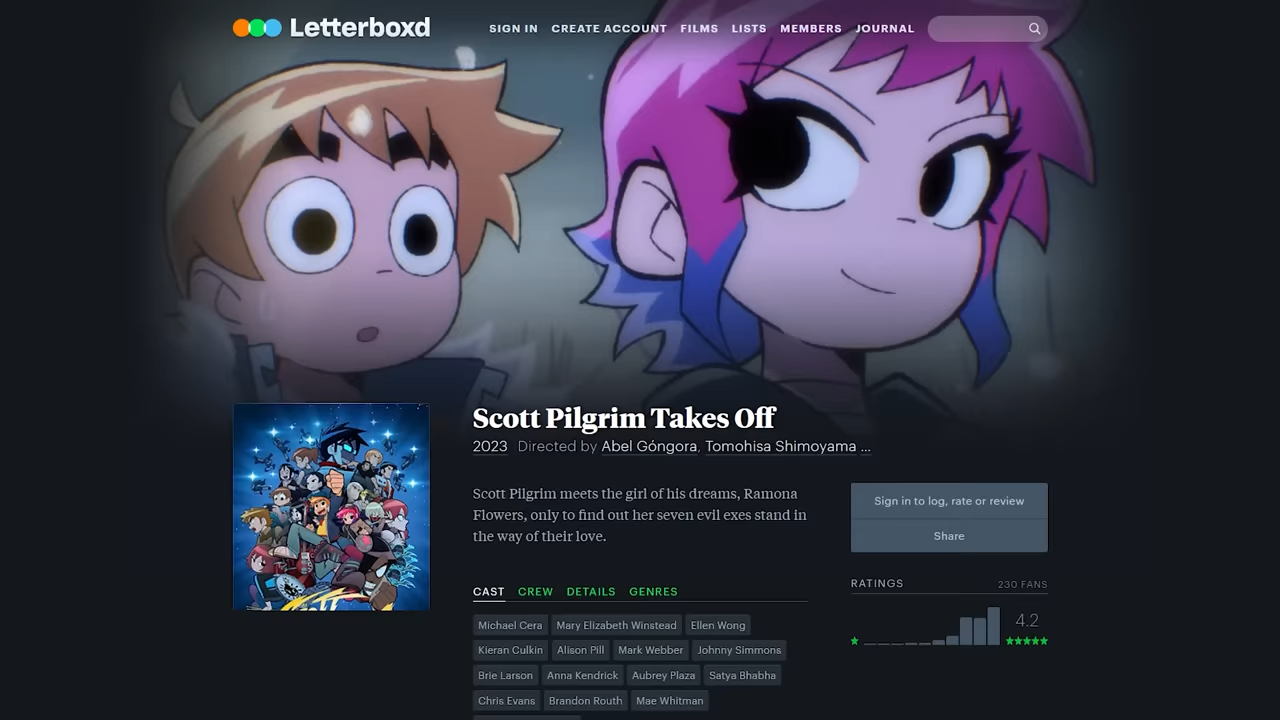 Letterboxd
SIGN IN CREATE ACCOUNT FILMS LISTS MEMBERS JOURNAL
Scott Pilgrim Takes Off
2023 Directed by Abel Góngora, Tomohisa Shimoyama ...
Scott Pilgrim meets the girl of his dreams, Ramona
Flowers, only to find out her seven evil exes stand in
the way of their love.
Sign in to log, rate or review
Share
CAST CREW DETAILS GENRES
Michael Cera Mary Elizabeth Winstead Ellen Wong
Kieran Culkin Alison Pill Mark Webber Johnny Simmons
Brie Larson Anna Kendrick Aubrey Plaza Satya Bhabha
Chris Evans Brandon Routh Mae Whitman
RATINGS 230 FANS
4.2